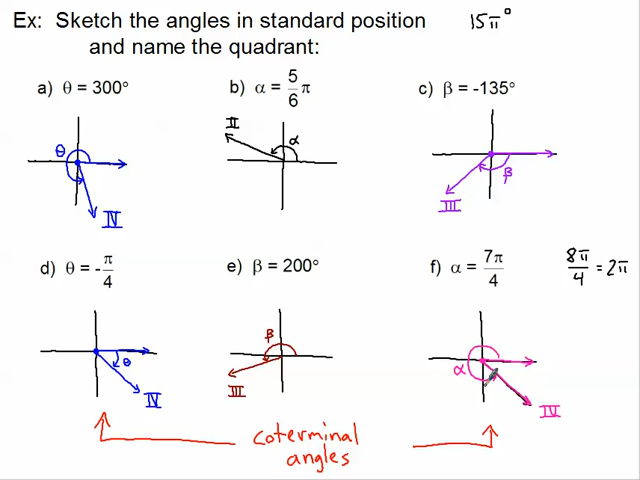 Ex: Sketch the angles in standard position
and name the quadrant:
15π°
a) θ = 300°
b) α = 5/6 π
c) β = -135°
θ
IV
II
α
β
III
d) θ = -π/4
e) β = 200°
f) α = 7π/4
8π/4 = 2π
θ
IV
β
III
α
IV
coterminal
angles